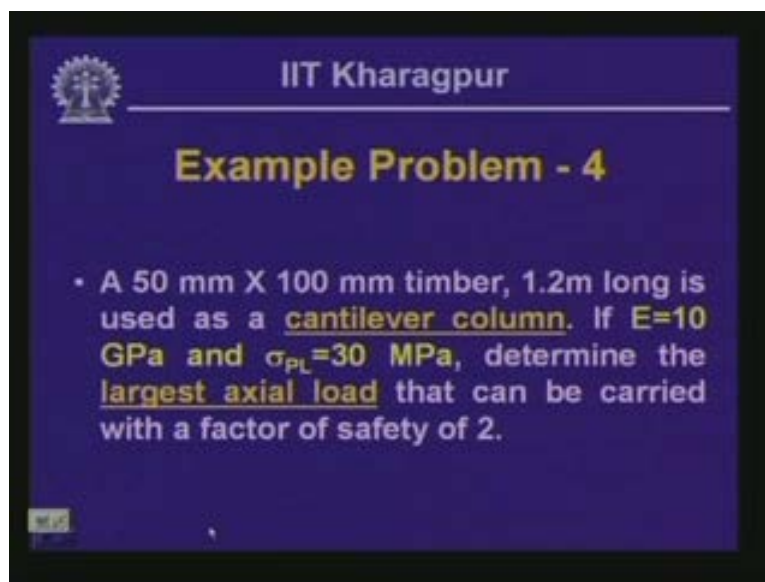 IIT Kharagpur
Example Problem - 4
• A 50 mm X 100 mm timber, 1.2m long is
used as a cantilever column. If E=10
GPa and σPL=30 MPa, determine the
largest axial load that can be carried
with a factor of safety of 2.